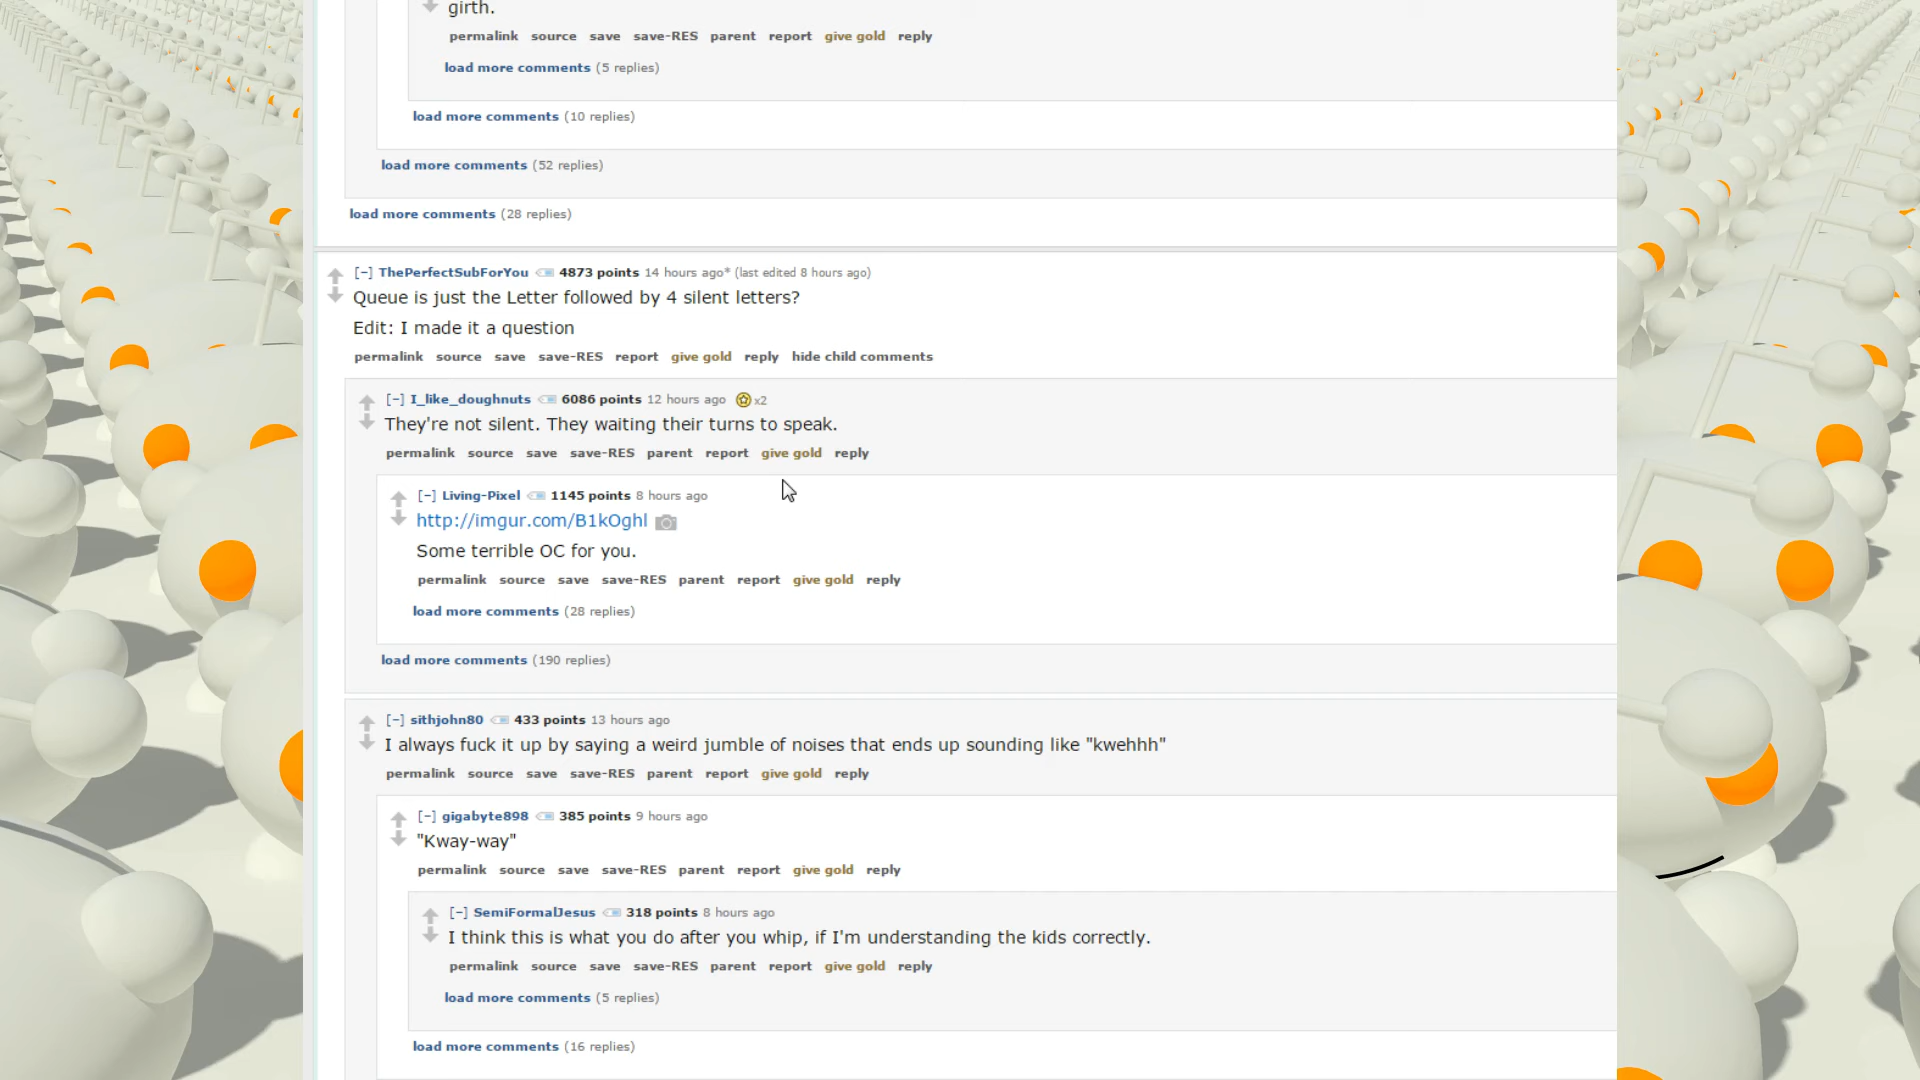 girth.
permalink source save save-RES parent report give gold reply
load more comments (5 replies)
load more comments (10 replies)
load more comments (52 replies)
load more comments (28 replies)
[–] ThePerfectSubForYou 4873 points 14 hours ago* (last edited 8 hours ago)
Queue is just the Letter followed by 4 silent letters?
Edit: I made it a question
permalink source save save-RES report give gold reply hide child comments
[–] I_like_doughnuts 6086 points 12 hours ago x2
They're not silent. They waiting their turns to speak.
permalink source save save-RES parent report give gold reply
[–] Living-Pixel 1145 points 8 hours ago
http://imgur.com/B1kOghl
Some terrible OC for you.
permalink source save save-RES parent report give gold reply
load more comments (28 replies)
load more comments (190 replies)
[–] sithjohn80 433 points 13 hours ago
I always fuck it up by saying a weird jumble of noises that ends up sounding like "kwehhh"
permalink source save save-RES parent report give gold reply
[–] gigabyte898 385 points 9 hours ago
"Kway-way"
permalink source save save-RES parent report give gold reply
[–] SemiFormalJesus 318 points 8 hours ago
I think this is what you do after you whip, if I'm understanding the kids correctly.
permalink source save save-RES parent report give gold reply
load more comments (5 replies)
load more comments (16 replies)